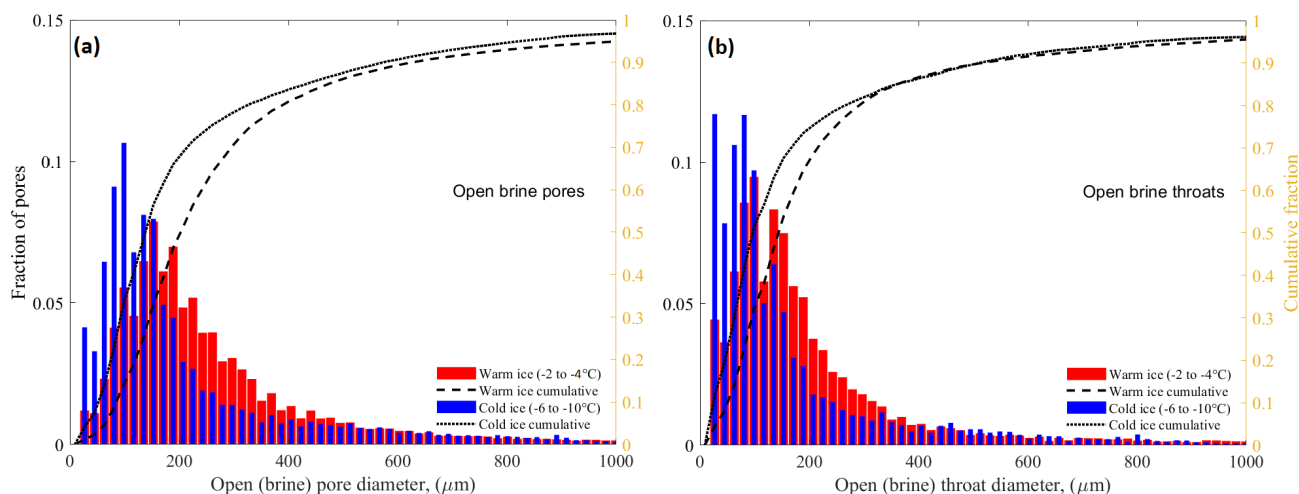 (a)
0.15
0.1
0.05
0
Fraction of pores
1
0.9
0.8
0.7
0.6
0.5
0.4
0.3
0.2
0.1
0
Open brine pores
Warm ice (-2 to -4°C)
Warm ice cumulative
Cold ice (-6 to -10°C)
Cold ice cumulative
0 200 400 600 800 1000
Open (brine) pore diameter, (μm)
(b)
0.15
0.1
0.05
0
1
0.9
0.8
0.7
0.6
0.5
0.4
0.3
0.2
0.1
0
Cumulative fraction
Open brine throats
Warm ice (-2 to -4°C)
Warm ice cumulative
Cold ice (-6 to -10°C)
Cold ice cumulative
0 200 400 600 800 1000
Open (brine) throat diameter, (μm)